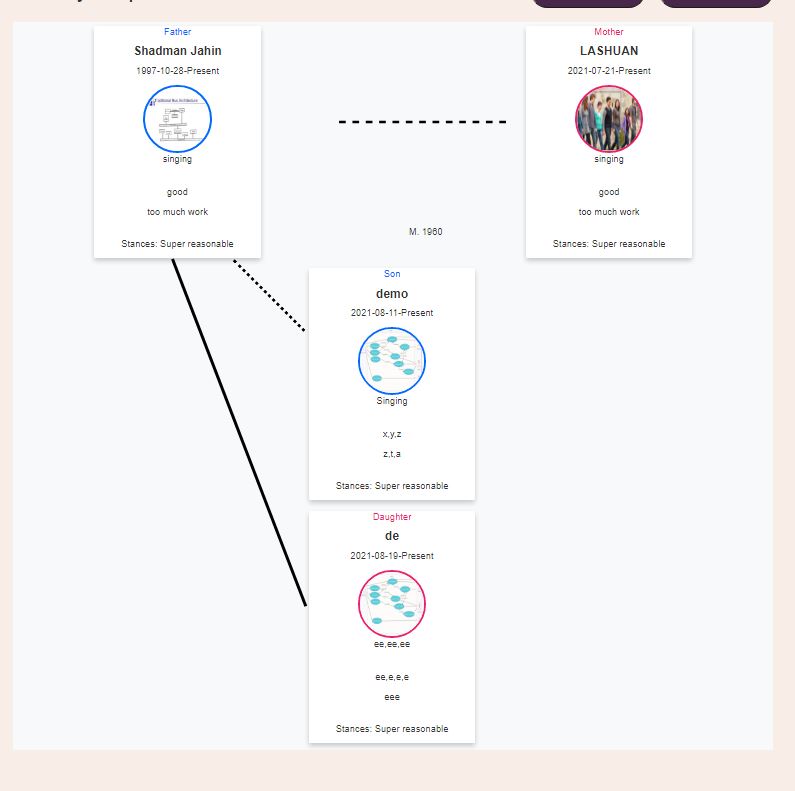 Father
Shadman Jahin
1997-10-28-Present
singing
good
too much work
Stances: Super reasonable
Mother
LASHUAN
2021-07-21-Present
singing
good
too much work
Stances: Super reasonable
M. 1960
Son
demo
2021-08-11-Present
Singing
x,y,z
z,t,a
Stances: Super reasonable
Daughter
de
2021-08-19-Present
ee,ee,ee
ee,e,e,e
eee
Stances: Super reasonable